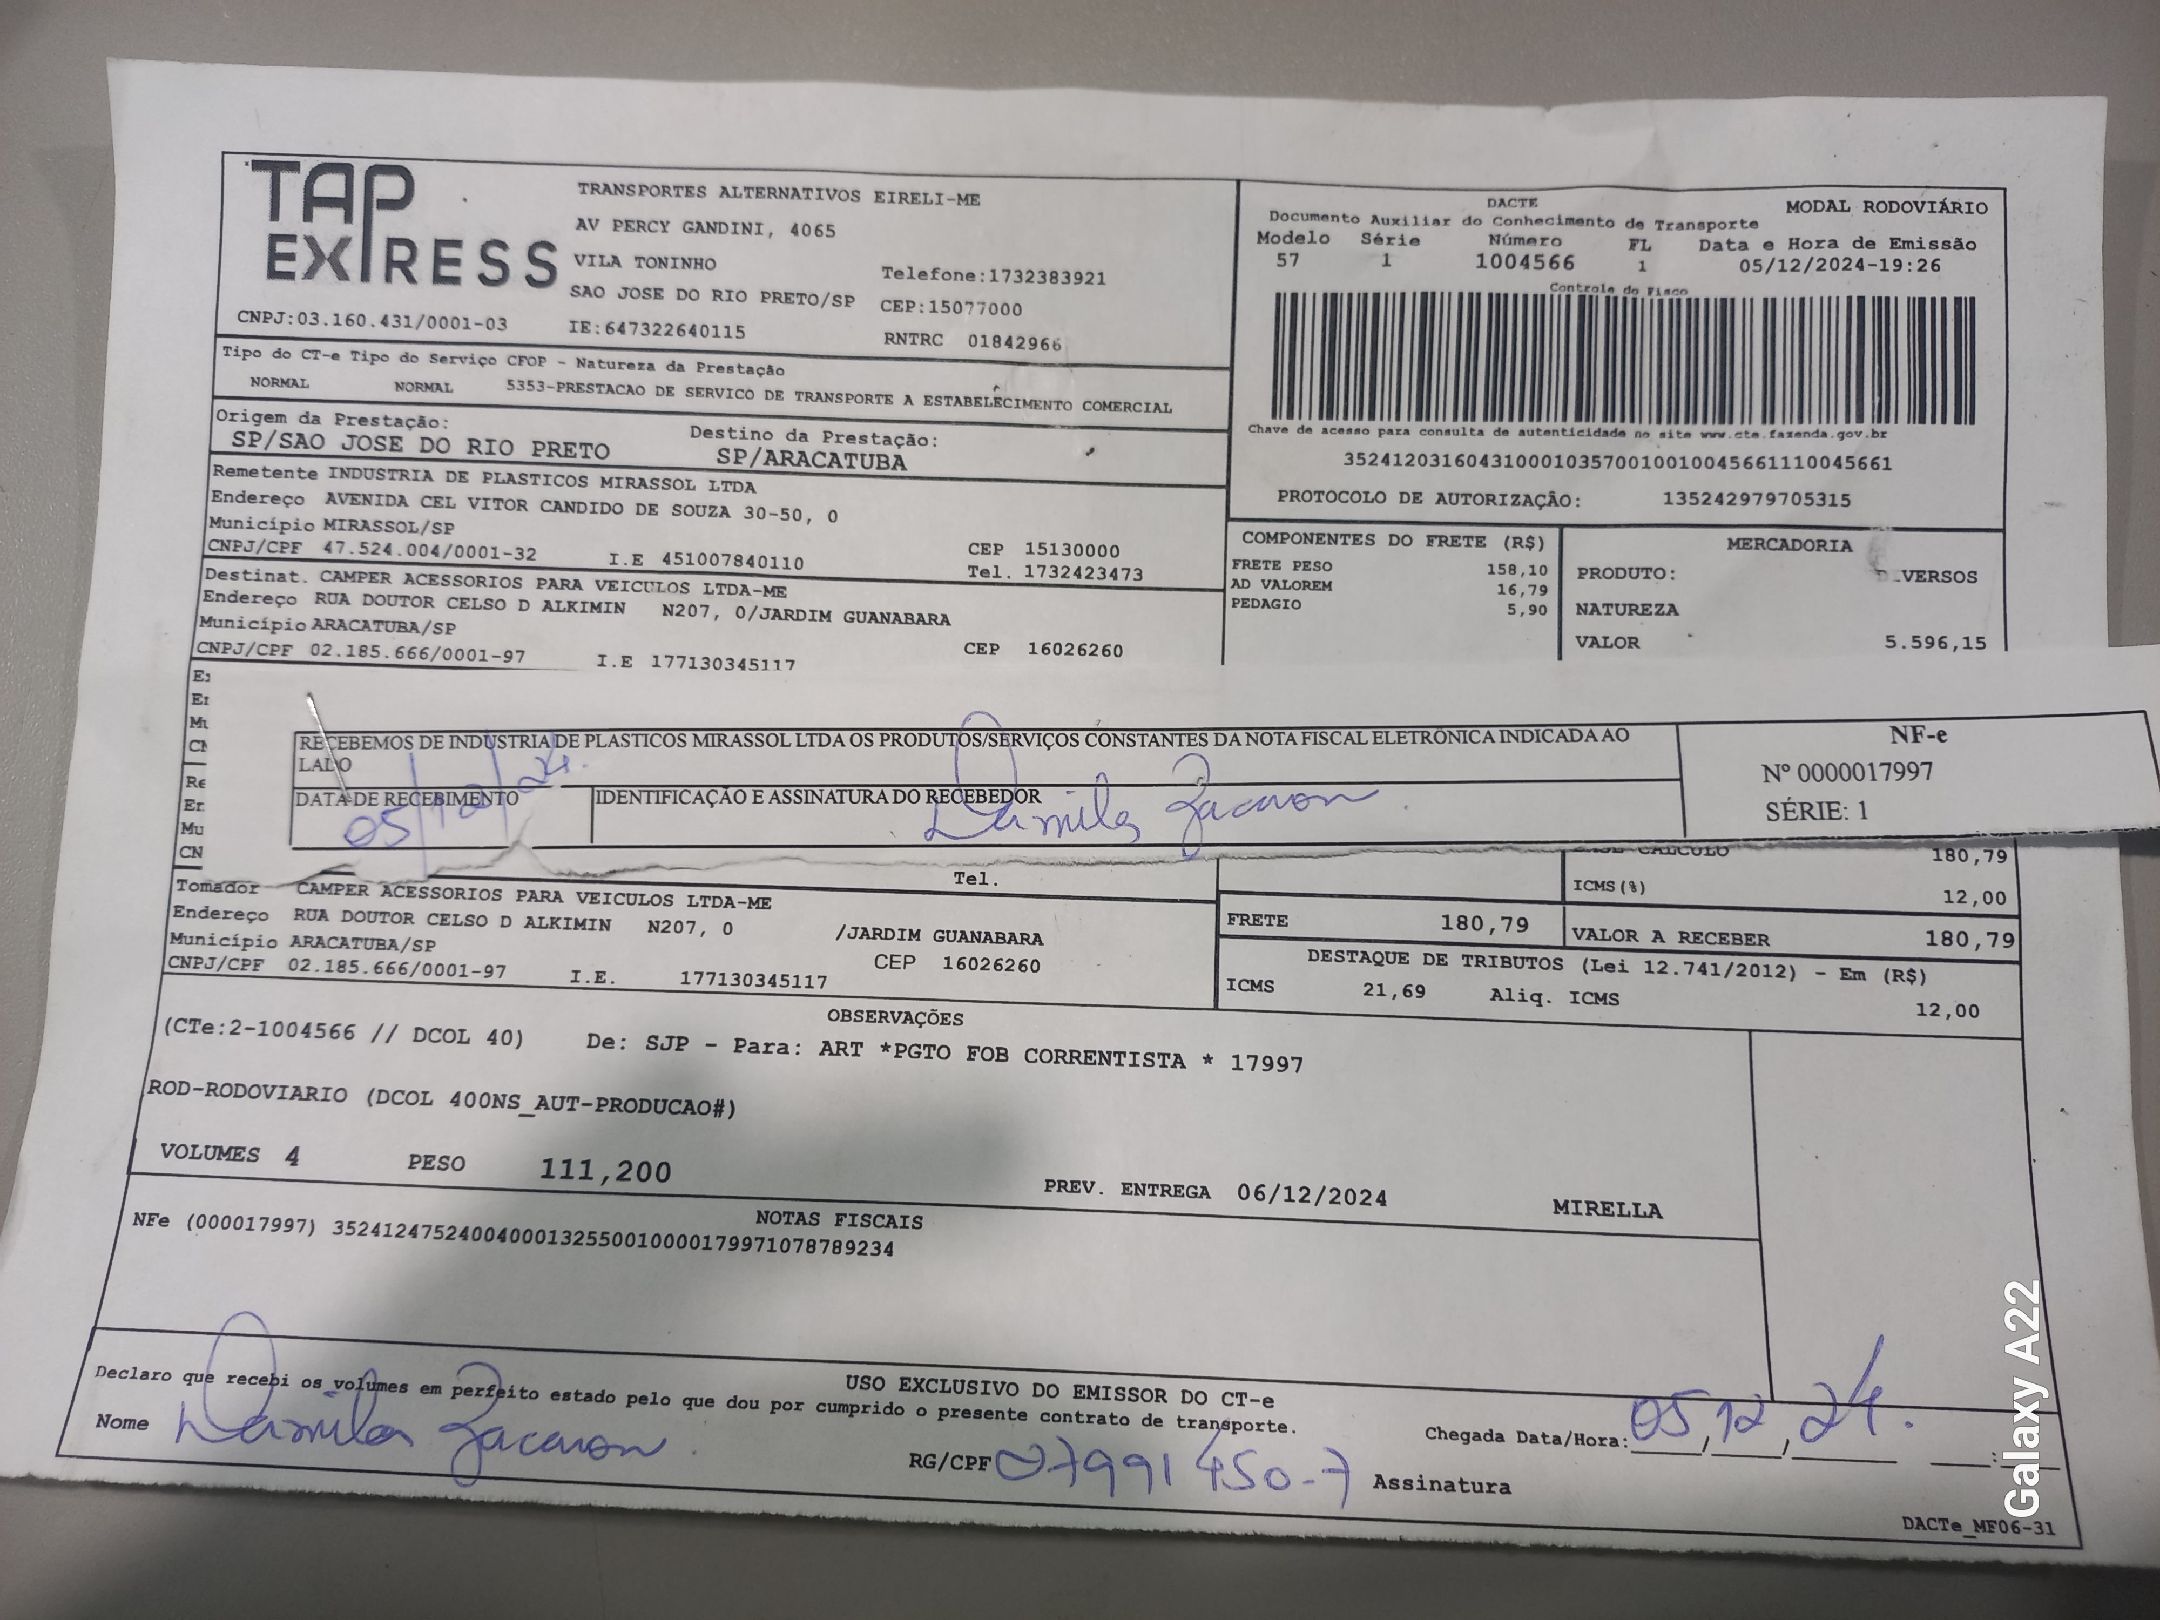 TAP EXPRESS
TRANSPORTES ALTERNATIVOS EIRELI-ME
AV PERCY GANDINI, 4065
VILA TONINHO
Telefone:1732383921
SAO JOSE DO RIO PRETO/SP CEP:15077000
CNPJ:03.160.431/0001-03 IE:647322640115 RNTRC 01842966
Tipo do CT-e Tipo do Serviço CFOP - Natureza da Prestação
NORMAL NORMAL 5353-PRESTACAO DE SERVICO DE TRANSPORTE A ESTABELECIMENTO COMERCIAL
Origem da Prestação: Destino da Prestação:
SP/SAO JOSE DO RIO PRETO SP/ARACATUBA
DACTE MODAL RODOVIÁRIO
Documento Auxiliar do Conhecimento de Transporte
Modelo Série Número FL Data e Hora de Emissão
57 1 1004566 1 05/12/2024-19:26
Controle do Fisco
Chave de acesso para consulta de autenticidade no site www.cte.fazenda.gov.br
35241203160431000103570010010045661110045661
PROTOCOLO DE AUTORIZAÇÃO: 135242979705315
Remetente INDUSTRIA DE PLASTICOS MIRASSOL LTDA
Endereço AVENIDA CEL VITOR CANDIDO DE SOUZA 30-50, 0
Município MIRASSOL/SP
CEP 15130000
CNPJ/CPF 47.524.004/0001-32 I.E 451007840110
Tel. 1732423473
Destinat. CAMPER ACESSORIOS PARA VEICULOS LTDA-ME
Endereço RUA DOUTOR CELSO D ALKIMIN N207, 0/JARDIM GUANABARA
Município ARACATUBA/SP
CEP 16026260
CNPJ/CPF 02.185.666/0001-97 I.E 177130345117
COMPONENTES DO FRETE (R$)
FRETE PESO 158,10
AD VALOREM 16,79
PEDAGIO 5,90
MERCADORIA
PRODUTO: DIVERSOS
NATUREZA
VALOR 5.596,15
RECEBEMOS DE INDUSTRIA DE PLASTICOS MIRASSOL LTDA OS PRODUTOS/SERVIÇOS CONSTANTES DA NOTA FISCAL ELETRÔNICA INDICADA AO
LADO
DATA DE RECEBIMENTO IDENTIFICAÇÃO E ASSINATURA DO RECEBEDOR
05/12/24. Damila Zacaron
NF-e
Nº 0000017997
SÉRIE: 1
Re
Er
Mu
CN
BASE CALCULO 180,79
ICMS(%) 12,00
Tel.
Tomador CAMPER ACESSORIOS PARA VEICULOS LTDA-ME
Endereço RUA DOUTOR CELSO D ALKIMIN N207, 0 /JARDIM GUANABARA
Município ARACATUBA/SP
CEP 16026260
CNPJ/CPF 02.185.666/0001-97 I.E. 177130345117
FRETE 180,79 VALOR A RECEBER 180,79
DESTAQUE DE TRIBUTOS (Lei 12.741/2012) - Em (R$)
ICMS 21,69 Aliq. ICMS 12,00
OBSERVAÇÕES
(CTe:2-1004566 // DCOL 40) De: SJP - Para: ART *PGTO FOB CORRENTISTA * 17997
ROD-RODOVIARIO (DCOL 400NS_AUT-PRODUCAO#)
VOLUMES 4 PESO 111,200 PREV. ENTREGA 06/12/2024 MIRELLA
NOTAS FISCAIS
NFe (000017997) 35241247524004000132550010000179971078789234
USO EXCLUSIVO DO EMISSOR DO CT-e
Declaro que recebi os volumes em perfeito estado pelo que dou por cumprido o presente contrato de transporte.
Nome Damila Zacaron RG/CPF 07991450-7 Assinatura
Chegada Data/Hora: 05,12,24.
DACTe_MF06-31
Galaxy A22